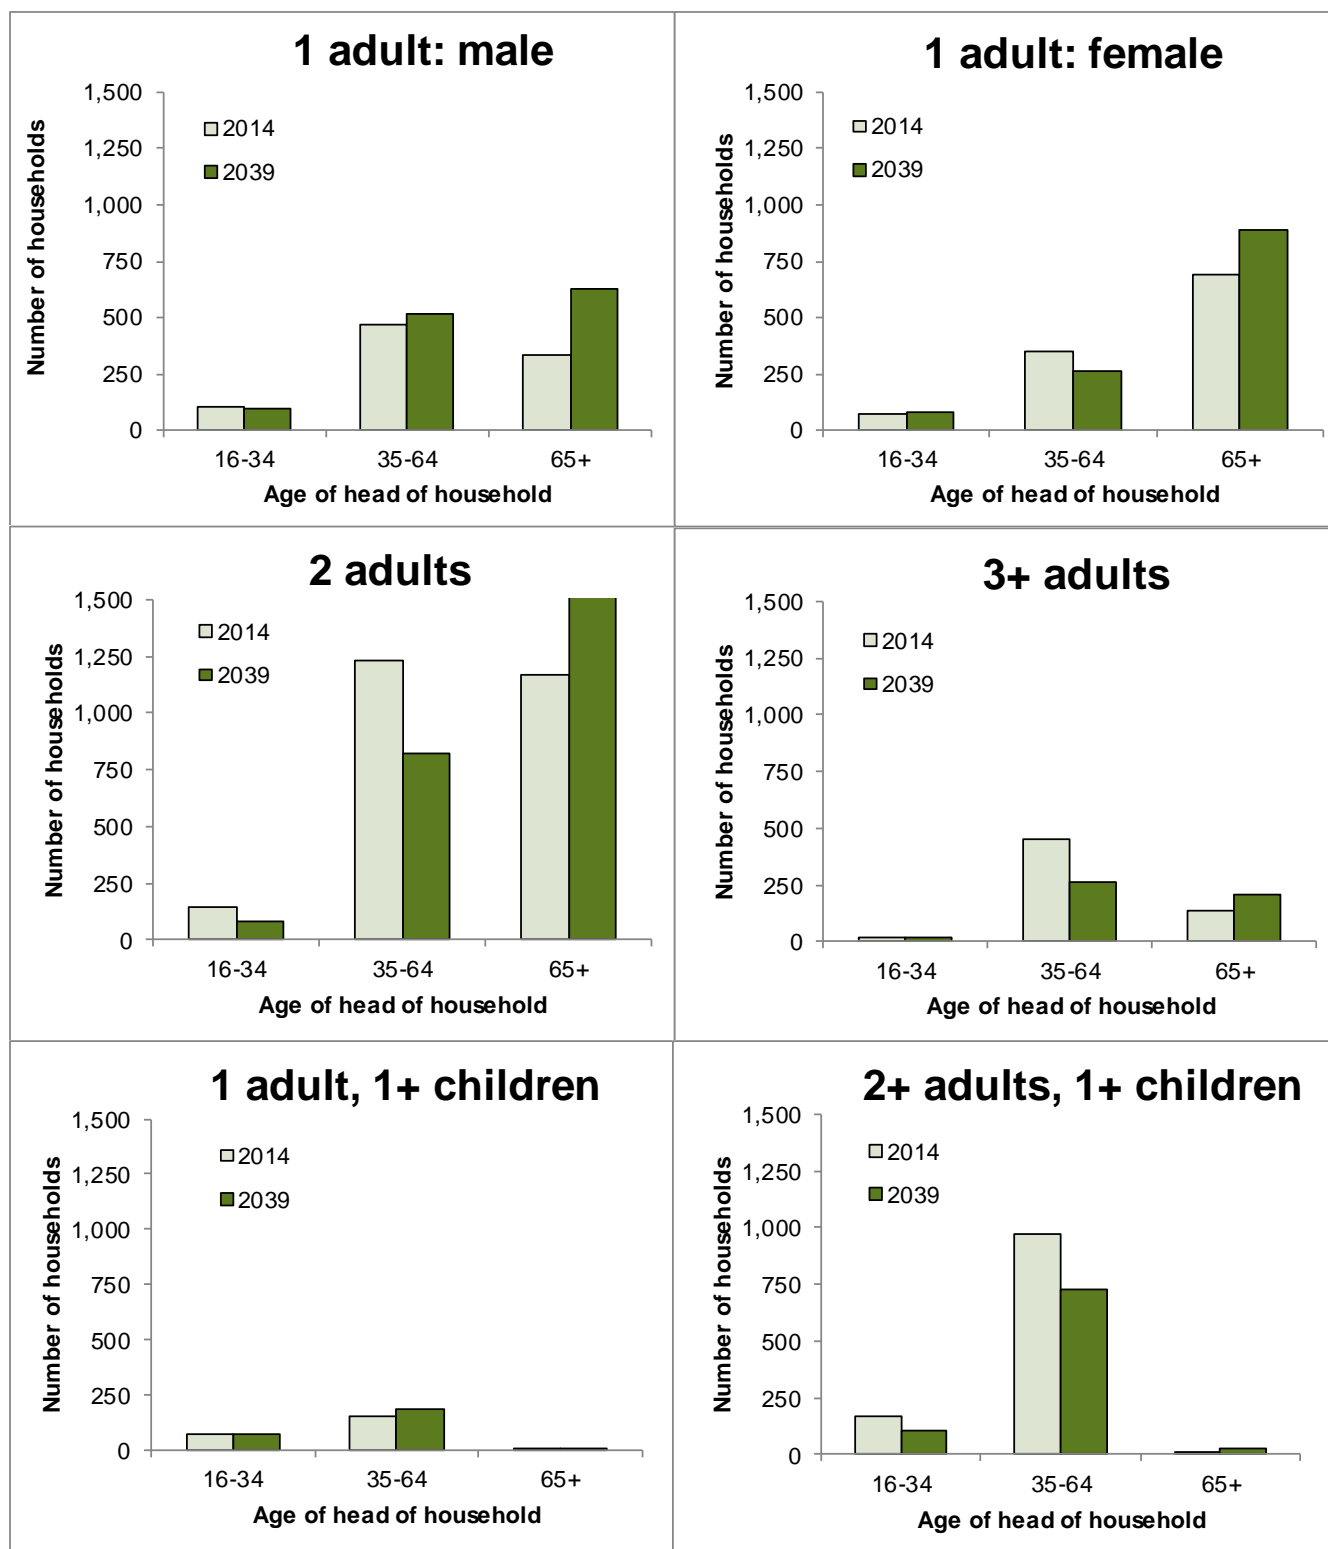 1 adult: male
1,500
1,250
1,000
750
500
250
0
Number of households
2014
2039
16-34 35-64 65+
Age of head of household
1 adult: female
1,500
1,250
1,000
750
500
250
0
Number of households
2014
2039
16-34 35-64 65+
Age of head of household
2 adults
1,500
1,250
1,000
750
500
250
0
Number of households
2014
2039
16-34 35-64 65+
Age of head of household
3+ adults
1,500
1,250
1,000
750
500
250
0
Number of households
2014
2039
16-34 35-64 65+
Age of head of household
1 adult, 1+ children
1,500
1,250
1,000
750
500
250
0
Number of households
2014
2039
16-34 35-64 65+
Age of head of household
2+ adults, 1+ children
1,500
1,250
1,000
750
500
250
0
Number of households
2014
2039
16-34 35-64 65+
Age of head of household